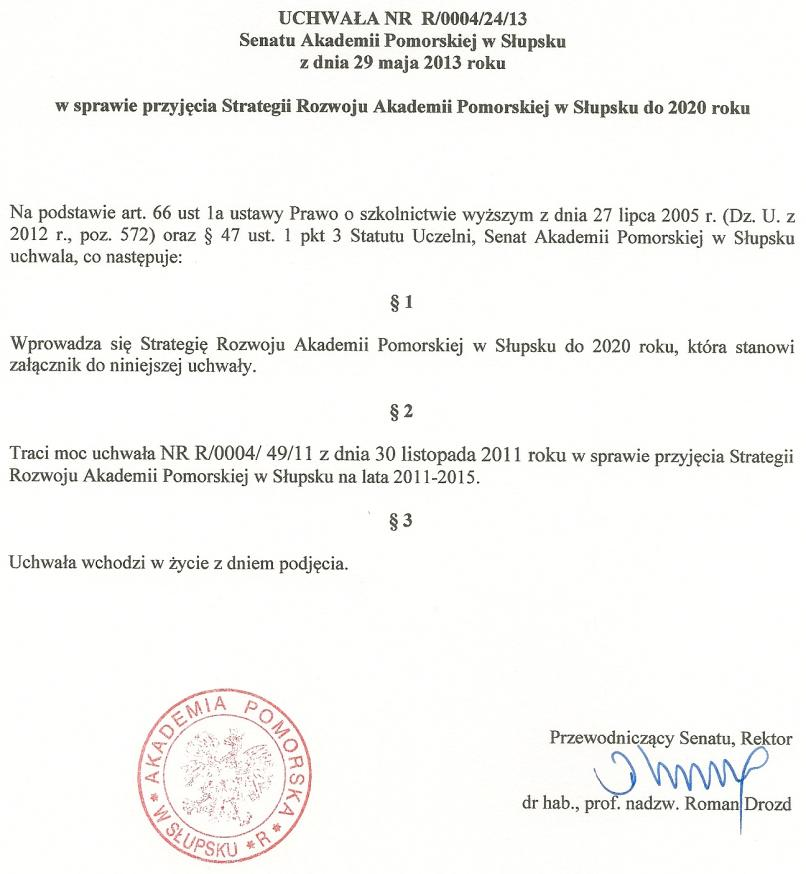 UCHWAŁA NR R/0004/24/13
Senatu Akademii Pomorskiej w Słupsku
z dnia 29 maja 2013 roku
w sprawie przyjęcia Strategii Rozwoju Akademii Pomorskiej w Słupsku do 2020 roku
Na podstawie art. 66 ust 1a ustawy Prawo o szkolnictwie wyższym z dnia 27 lipca 2005 r. (Dz. U. z
2012 r., poz. 572) oraz § 47 ust. 1 pkt 3 Statutu Uczelni, Senat Akademii Pomorskiej w Słupsku
uchwala, co następuje:
§ 1
Wprowadza się Strategię Rozwoju Akademii Pomorskiej w Słupsku do 2020 roku, która stanowi
załącznik do niniejszej uchwały.
§ 2
Traci moc uchwała NR R/0004/ 49/11 z dnia 30 listopada 2011 roku w sprawie przyjęcia Strategii
Rozwoju Akademii Pomorskiej w Słupsku na lata 2011-2015.
§ 3
Uchwała wchodzi w życie z dniem podjęcia.
AKADEMIA POMORSKA
* W SŁUPSKU * R *
Przewodniczący Senatu, Rektor
dr hab., prof. nadzw. Roman Drozd